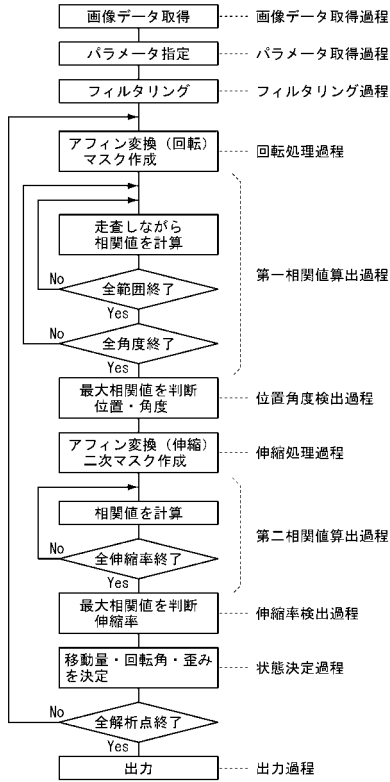 画像データ取得
画像データ取得過程
パラメータ指定
パラメータ取得過程
フィルタリング
フィルタリング過程
アフィン変換（回転）
マスク作成
回転処理過程
走査しながら
相関値を計算
第一相関値算出過程
No
全範囲終了
Yes
No
全角度終了
Yes
最大相関値を判断
位置・角度
位置角度検出過程
アフィン変換（伸縮）
二次マスク作成
伸縮処理過程
相関値を計算
第二相関値算出過程
No
全伸縮率終了
Yes
最大相関値を判断
伸縮率
伸縮率検出過程
移動量・回転角・歪み
を決定
状態決定過程
No
全解析点終了
Yes
出力
出力過程